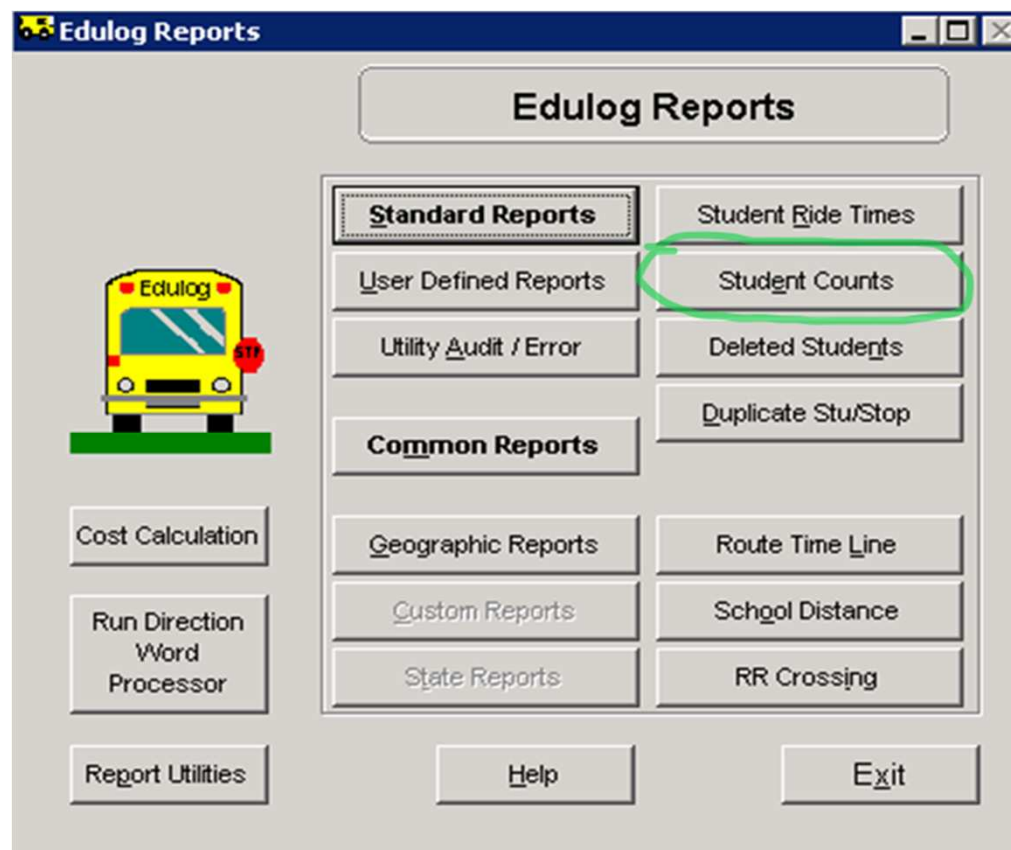 Edulog Reports
Edulog Reports
Standard Reports
Student Ride Times
User Defined Reports
Student Counts
Utility Audit / Error
Deleted Students
Duplicate Stu/Stop
Common Reports
Edulog
STP
Cost Calculation
Geographic Reports
Route Time Line
Run Direction
Word
Processor
Custom Reports
School Distance
State Reports
RR Crossing
Report Utilities
Help
Exit